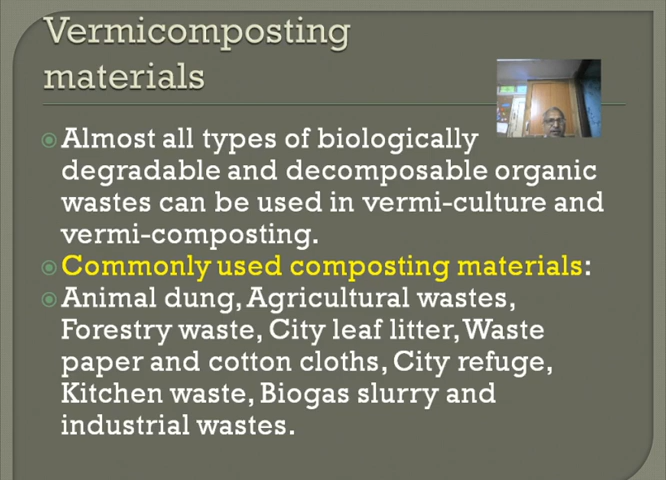 Vermicomposting
materials
Almost all types of biologically
degradable and decomposable organic
wastes can be used in vermi-culture and
vermi-composting.
Commonly used composting materials:
Animal dung, Agricultural wastes,
Forestry waste, City leaf litter, Waste
paper and cotton cloths, City refuge,
Kitchen waste, Biogas slurry and
industrial wastes.